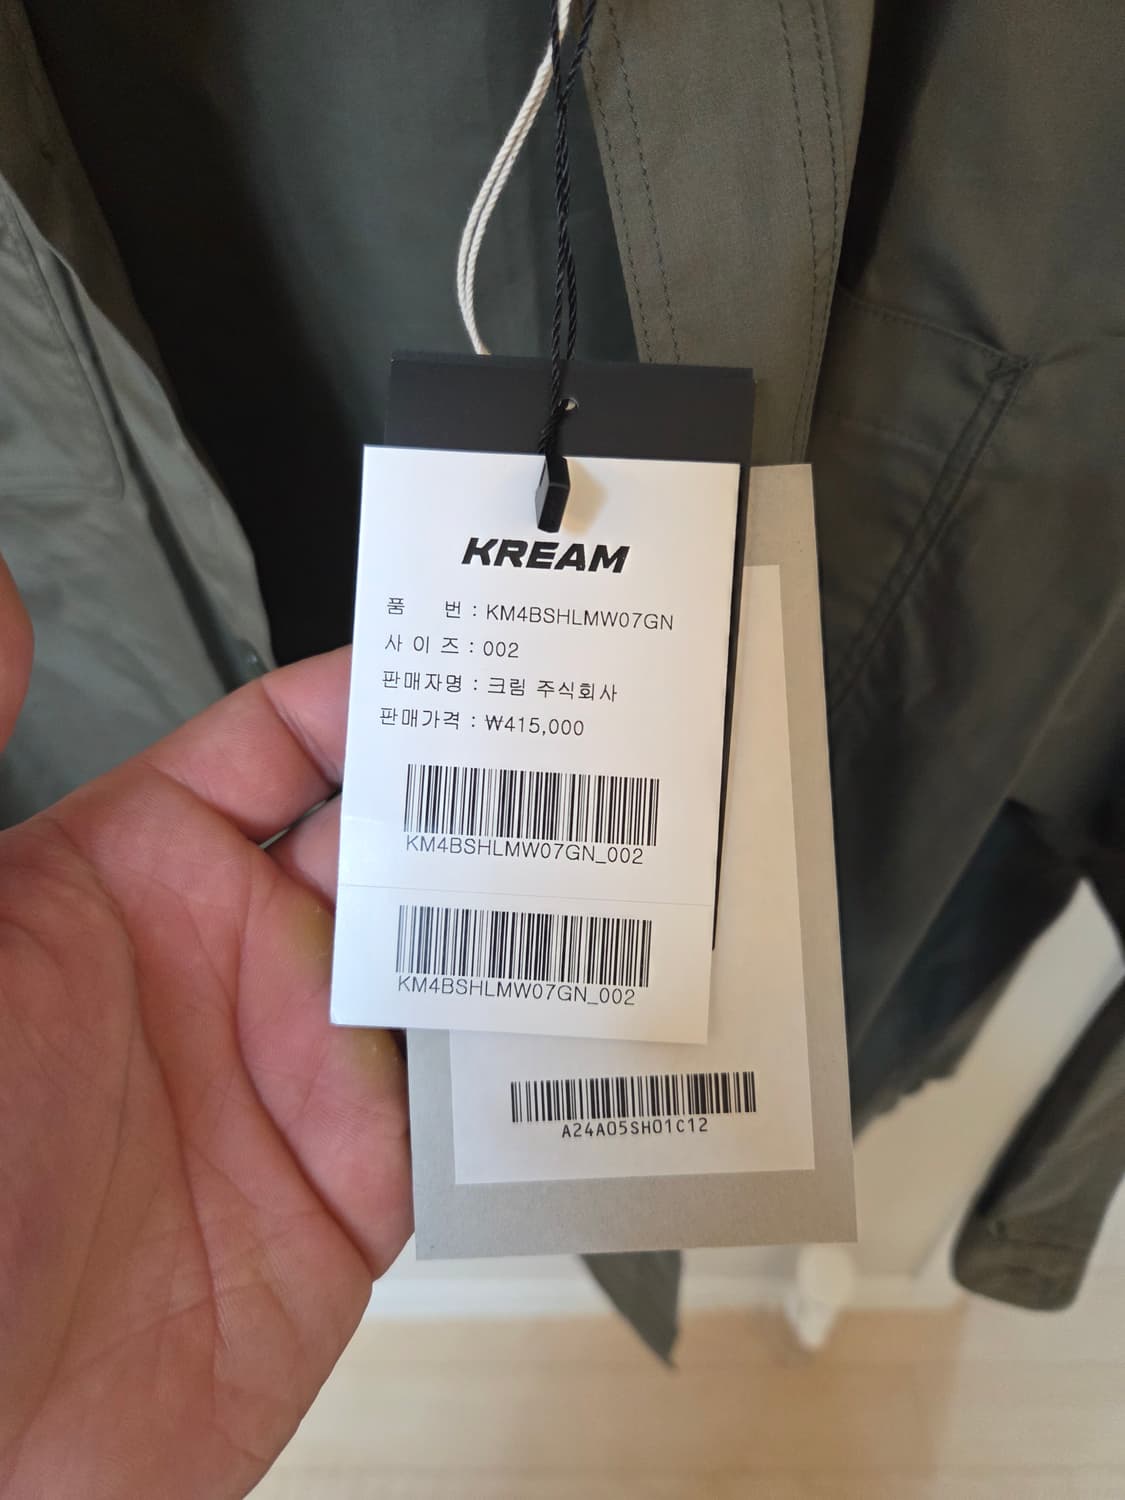 KREAM
품 번 : KM4BSHLMW07GN
사 이 즈 : 002
판매자명 : 크림 주식회사
판매가격 : ₩415,000
KM4BSHLMW07GN_002
KM4BSHLMW07GN_002
A24A05SH01C12